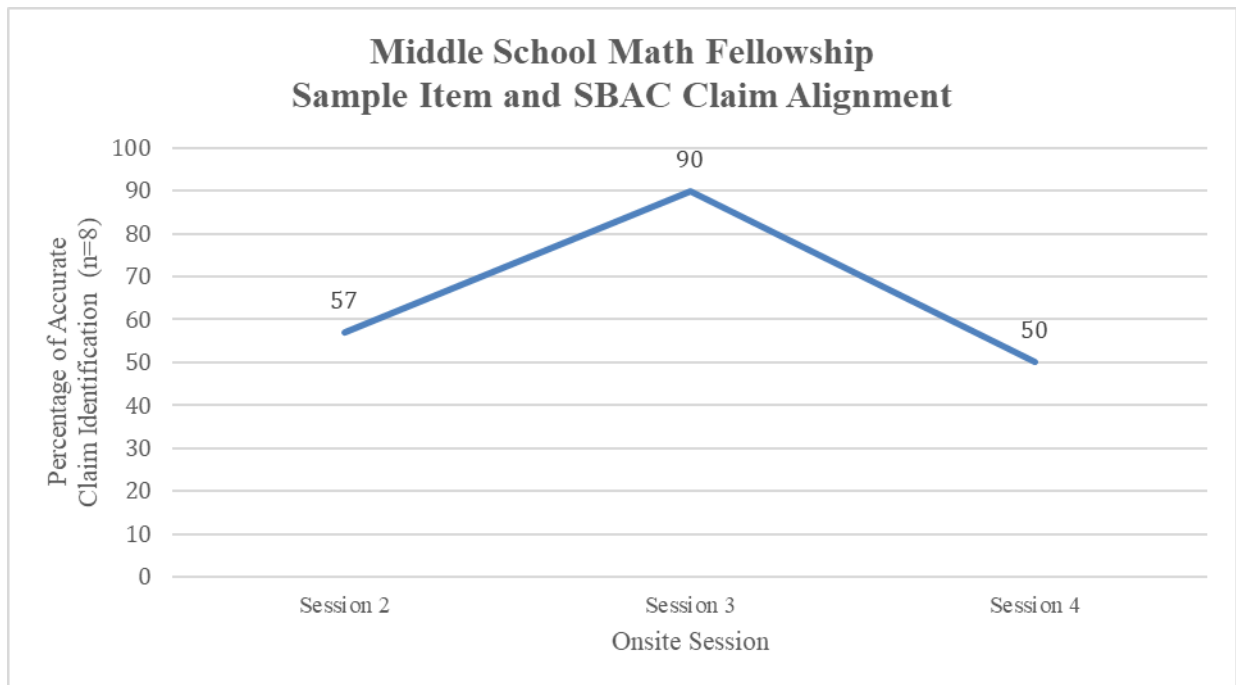 Middle School Math Fellowship
Sample Item and SBAC Claim Alignment
Percentage of Accurate
Claim Identification (n=8)
100
90
80
70
60
50
40
30
20
10
0
57
90
50
Session 2
Session 3
Session 4
Onsite Session